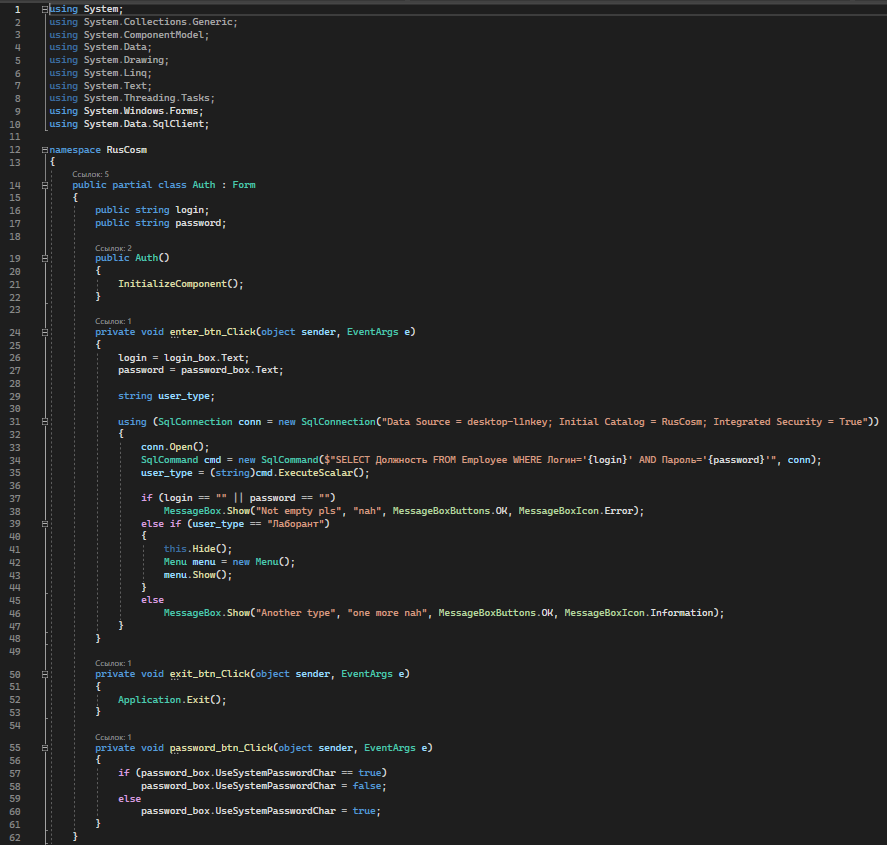 1 using System;
2 using System.Collections.Generic;
3 using System.ComponentModel;
4 using System.Data;
5 using System.Drawing;
6 using System.Linq;
7 using System.Text;
8 using System.Threading.Tasks;
9 using System.Windows.Forms;
10 using System.Data.SqlClient;
11
12 namespace RusCosm
13 {
Ссылок: 5
14 public partial class Auth : Form
15 {
16 public string login;
17 public string password;
18
Ссылок: 2
19 public Auth()
20 {
21 InitializeComponent();
22 }
23
Ссылок: 1
24 private void enter_btn_Click(object sender, EventArgs e)
25 {
26 login = login_box.Text;
27 password = password_box.Text;
28
29 string user_type;
30
31 using (SqlConnection conn = new SqlConnection("Data Source = desktop-l1nkey; Initial Catalog = RusCosm; Integrated Security = True"))
32 {
33 conn.Open();
34 SqlCommand cmd = new SqlCommand($"SELECT Должность FROM Employee WHERE Логин='{login}' AND Пароль='{password}'", conn);
35 user_type = (string)cmd.ExecuteScalar();
36
37 if (login == "" || password == "")
38 MessageBox.Show("Not empty pls", "nah", MessageBoxButtons.OK, MessageBoxIcon.Error);
39 else if (user_type == "Лаборант")
40 {
41 this.Hide();
42 Menu menu = new Menu();
43 menu.Show();
44 }
45 else
46 MessageBox.Show("Another type", "one more nah", MessageBoxButtons.OK, MessageBoxIcon.Information);
47 }
48 }
49
Ссылок: 1
50 private void exit_btn_Click(object sender, EventArgs e)
51 {
52 Application.Exit();
53 }
54
Ссылок: 1
55 private void password_btn_Click(object sender, EventArgs e)
56 {
57 if (password_box.UseSystemPasswordChar == true)
58 password_box.UseSystemPasswordChar = false;
59 else
60 password_box.UseSystemPasswordChar = true;
61 }
62 }